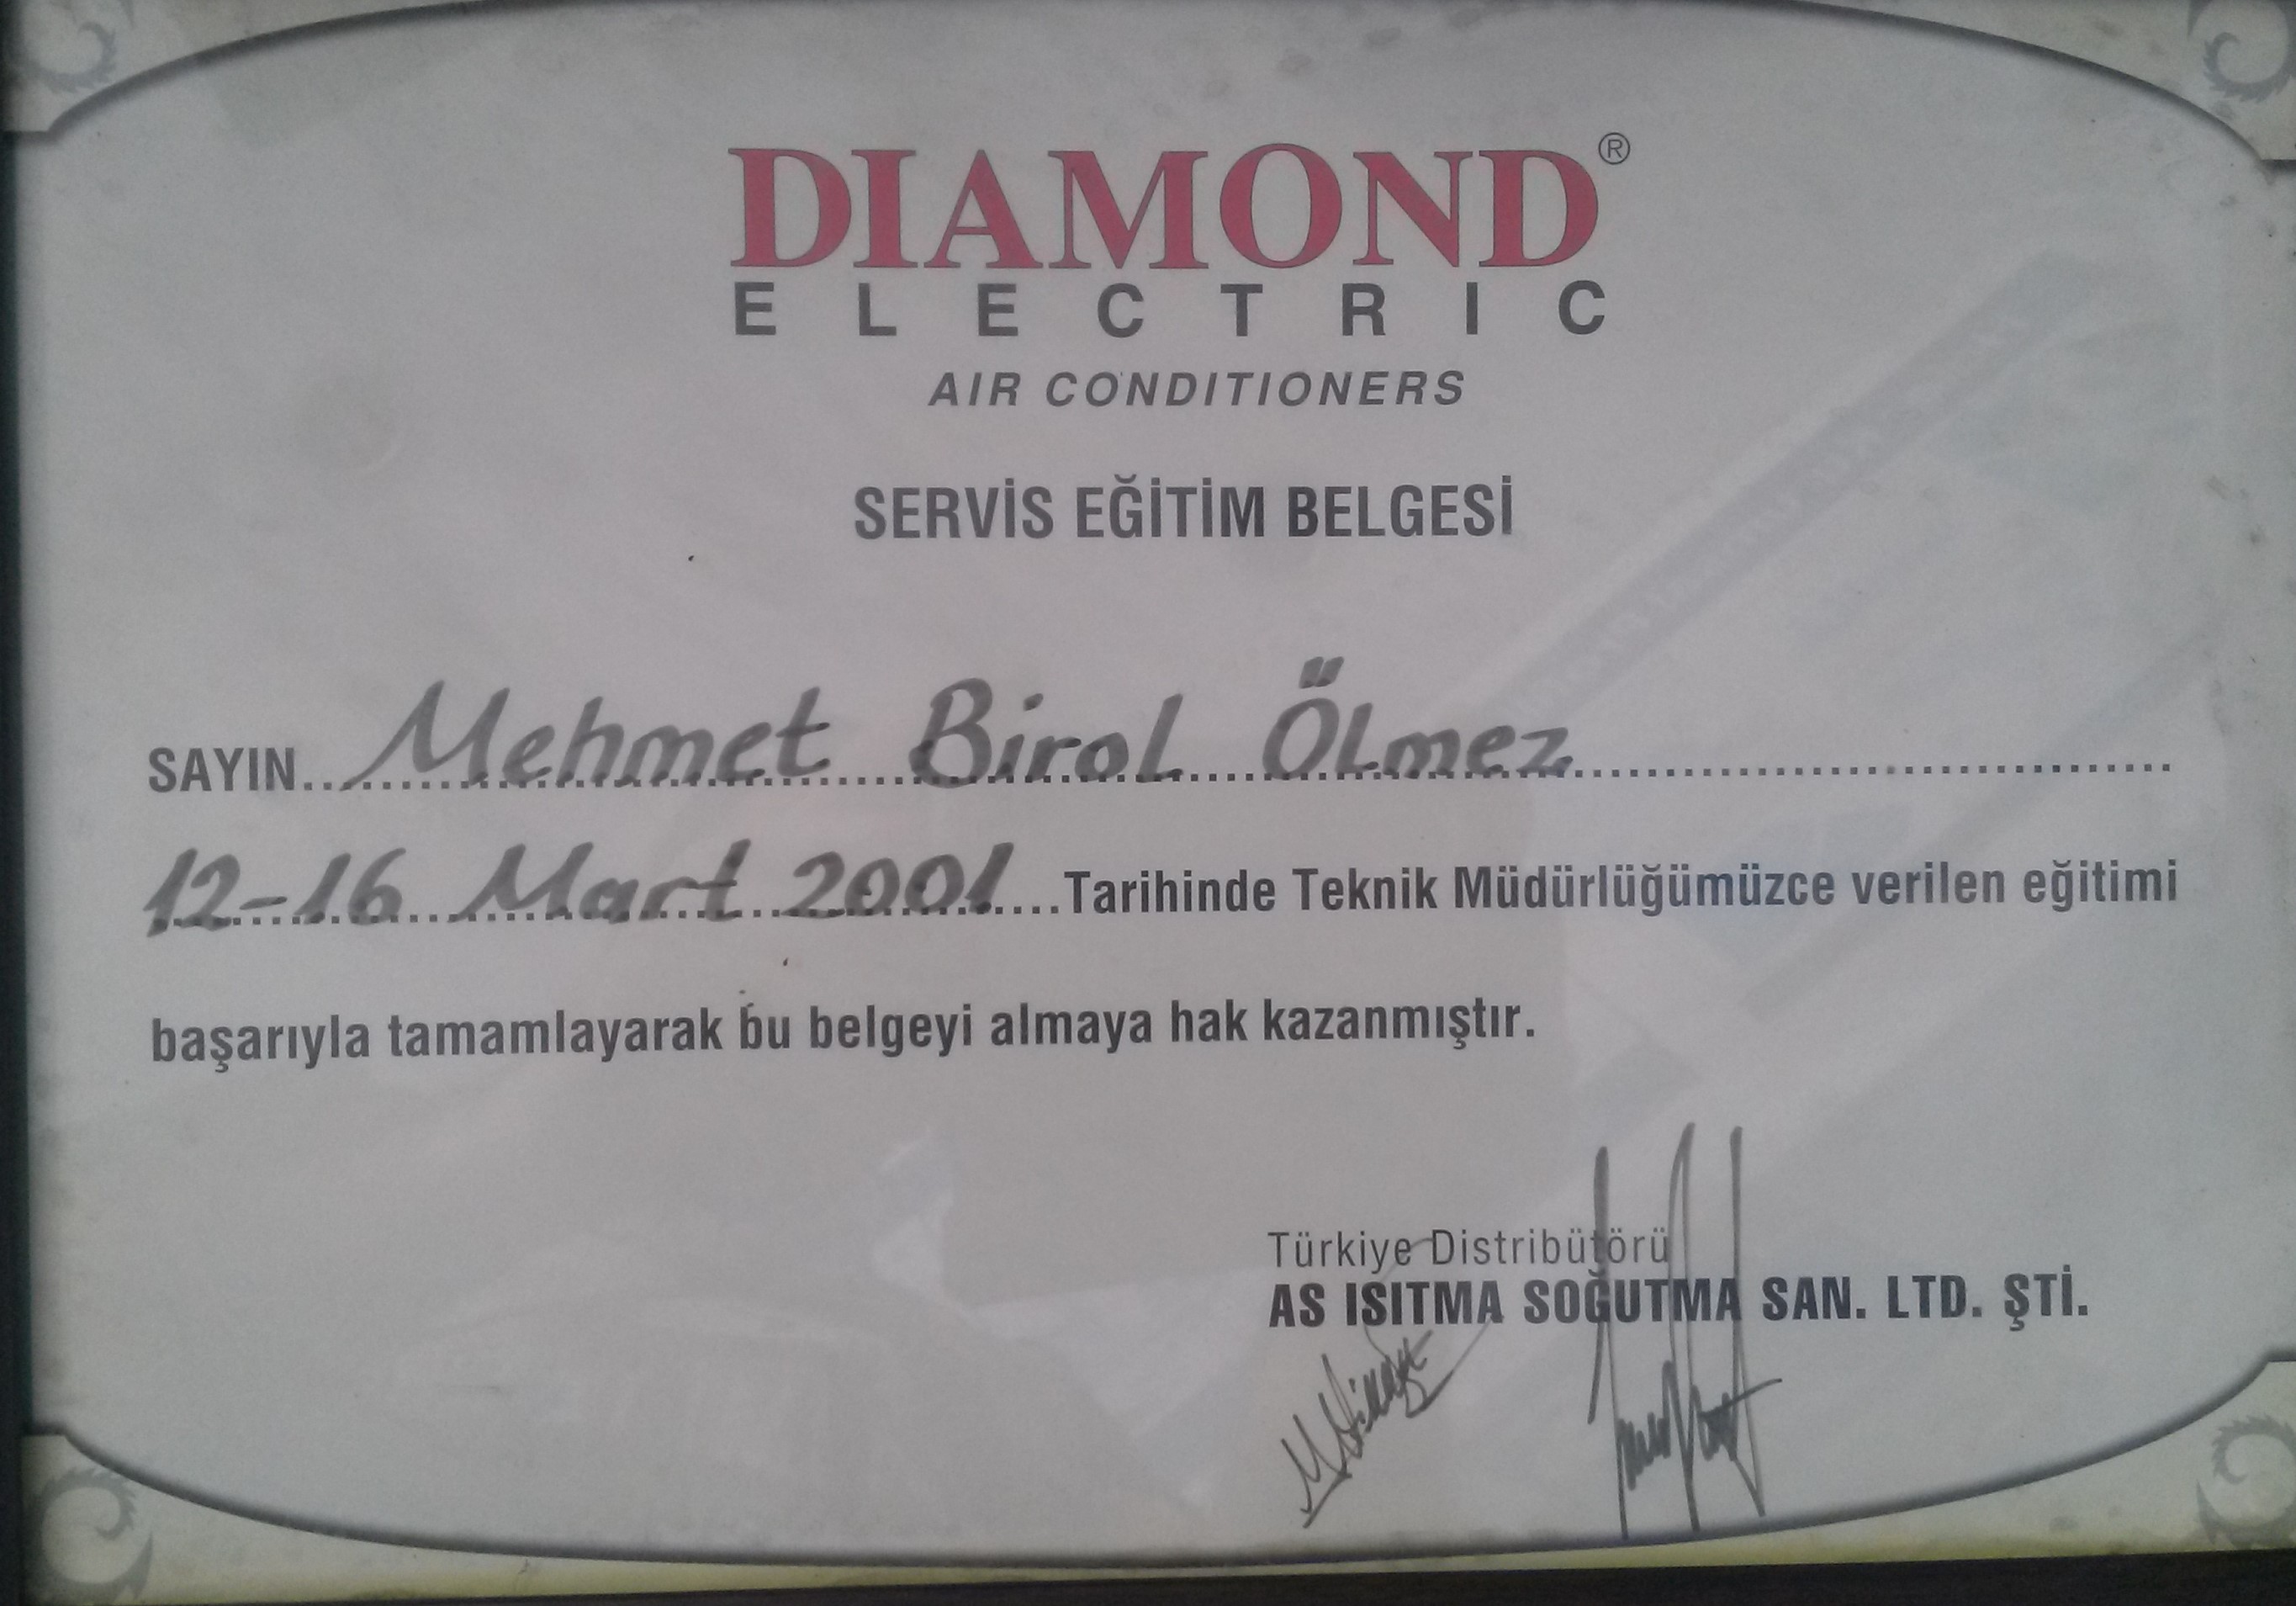 DIAMOND®
ELECTRIC
AIR CONDITIONERS
SERVİS EĞİTİM BELGESİ
SAYIN...Mehmet Birol Ölmez...
12-16 Mart 2001....Tarihinde Teknik Müdürlüğümüzce verilen eğitimi
başarıyla tamamlayarak bu belgeyi almaya hak kazanmıştır.
Türkiye Distribütörü
AS ISITMA SOĞUTMA SAN. LTD. ŞTİ.